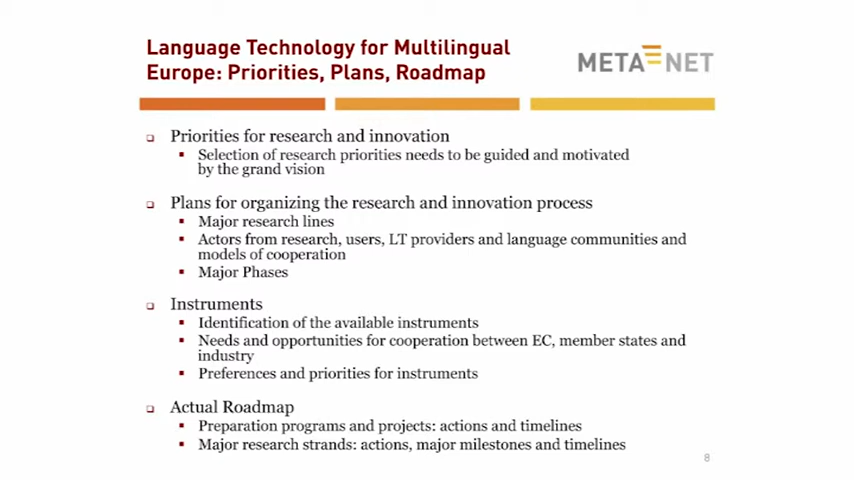 Language Technology for Multilingual
Europe: Priorities, Plans, Roadmap
META NET
Priorities for research and innovation
Selection of research priorities needs to be guided and motivated
by the grand vision
Plans for organizing the research and innovation process
Major research lines
Actors from research, users, LT providers and language communities and
models of cooperation
Major Phases
Instruments
Identification of the available instruments
Needs and opportunities for cooperation between EC, member states and
industry
Preferences and priorities for instruments
Actual Roadmap
Preparation programs and projects: actions and timelines
Major research strands: actions, major milestones and timelines
8